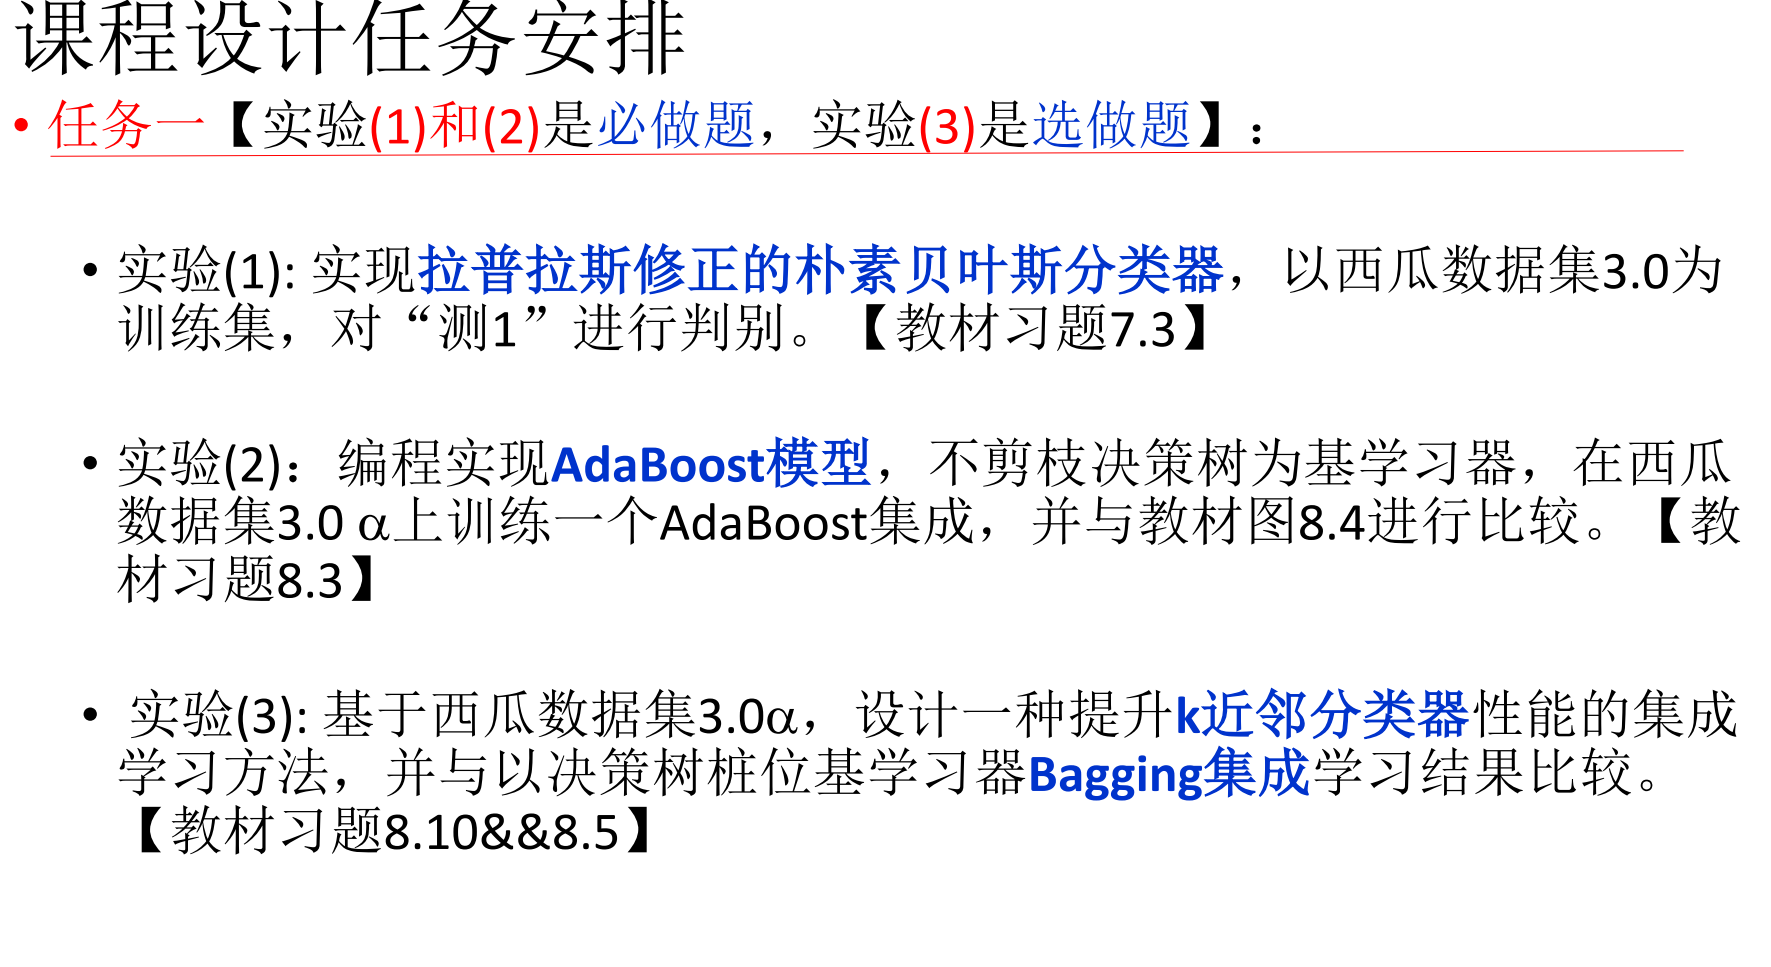 课程设计任务安排
• 任务一【实验(1)和(2)是必做题，实验(3)是选做题】：
• 实验(1): 实现拉普拉斯修正的朴素贝叶斯分类器，以西瓜数据集3.0为
训练集，对“测1”进行判别。【教材习题7.3】
• 实验(2)：编程实现AdaBoost模型，不剪枝决策树为基学习器，在西瓜
数据集3.0 α上训练一个AdaBoost集成，并与教材图8.4进行比较。【教
材习题8.3】
• 实验(3): 基于西瓜数据集3.0α，设计一种提升k近邻分类器性能的集成
学习方法，并与以决策树桩位基学习器Bagging集成学习结果比较。
【教材习题8.10&&8.5】